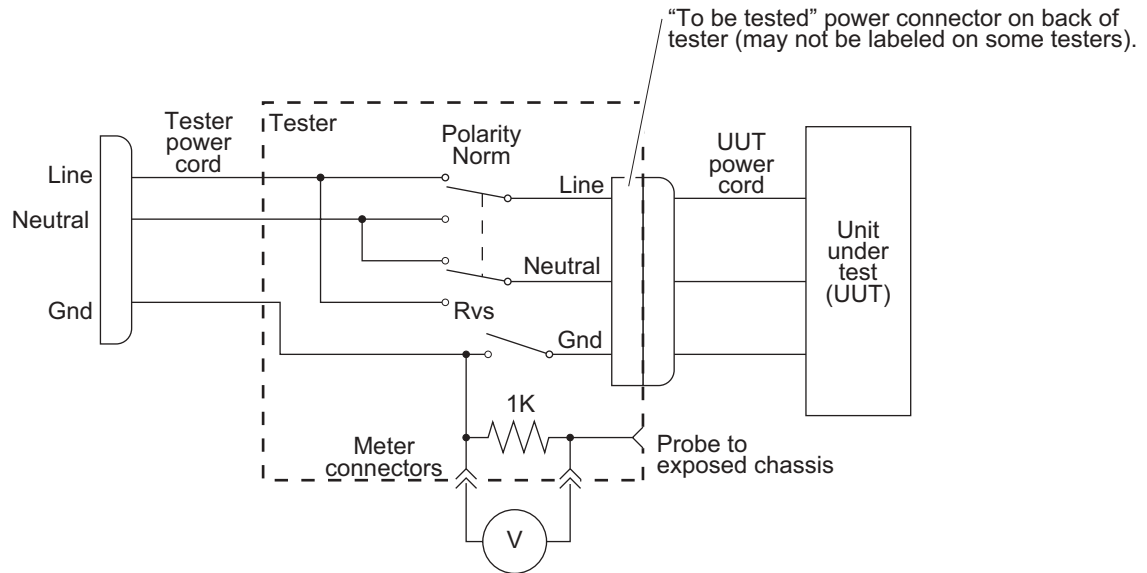 “To be tested” power connector on back of
tester (may not be labeled on some testers).
Tester
power
cord
Tester
Polarity
Norm
UUT
power
cord
Line
Line
Neutral
Unit
under
test
(UUT)
Neutral
Rvs
Gnd
Gnd
1K
Meter
connectors
Probe to
exposed chassis
V